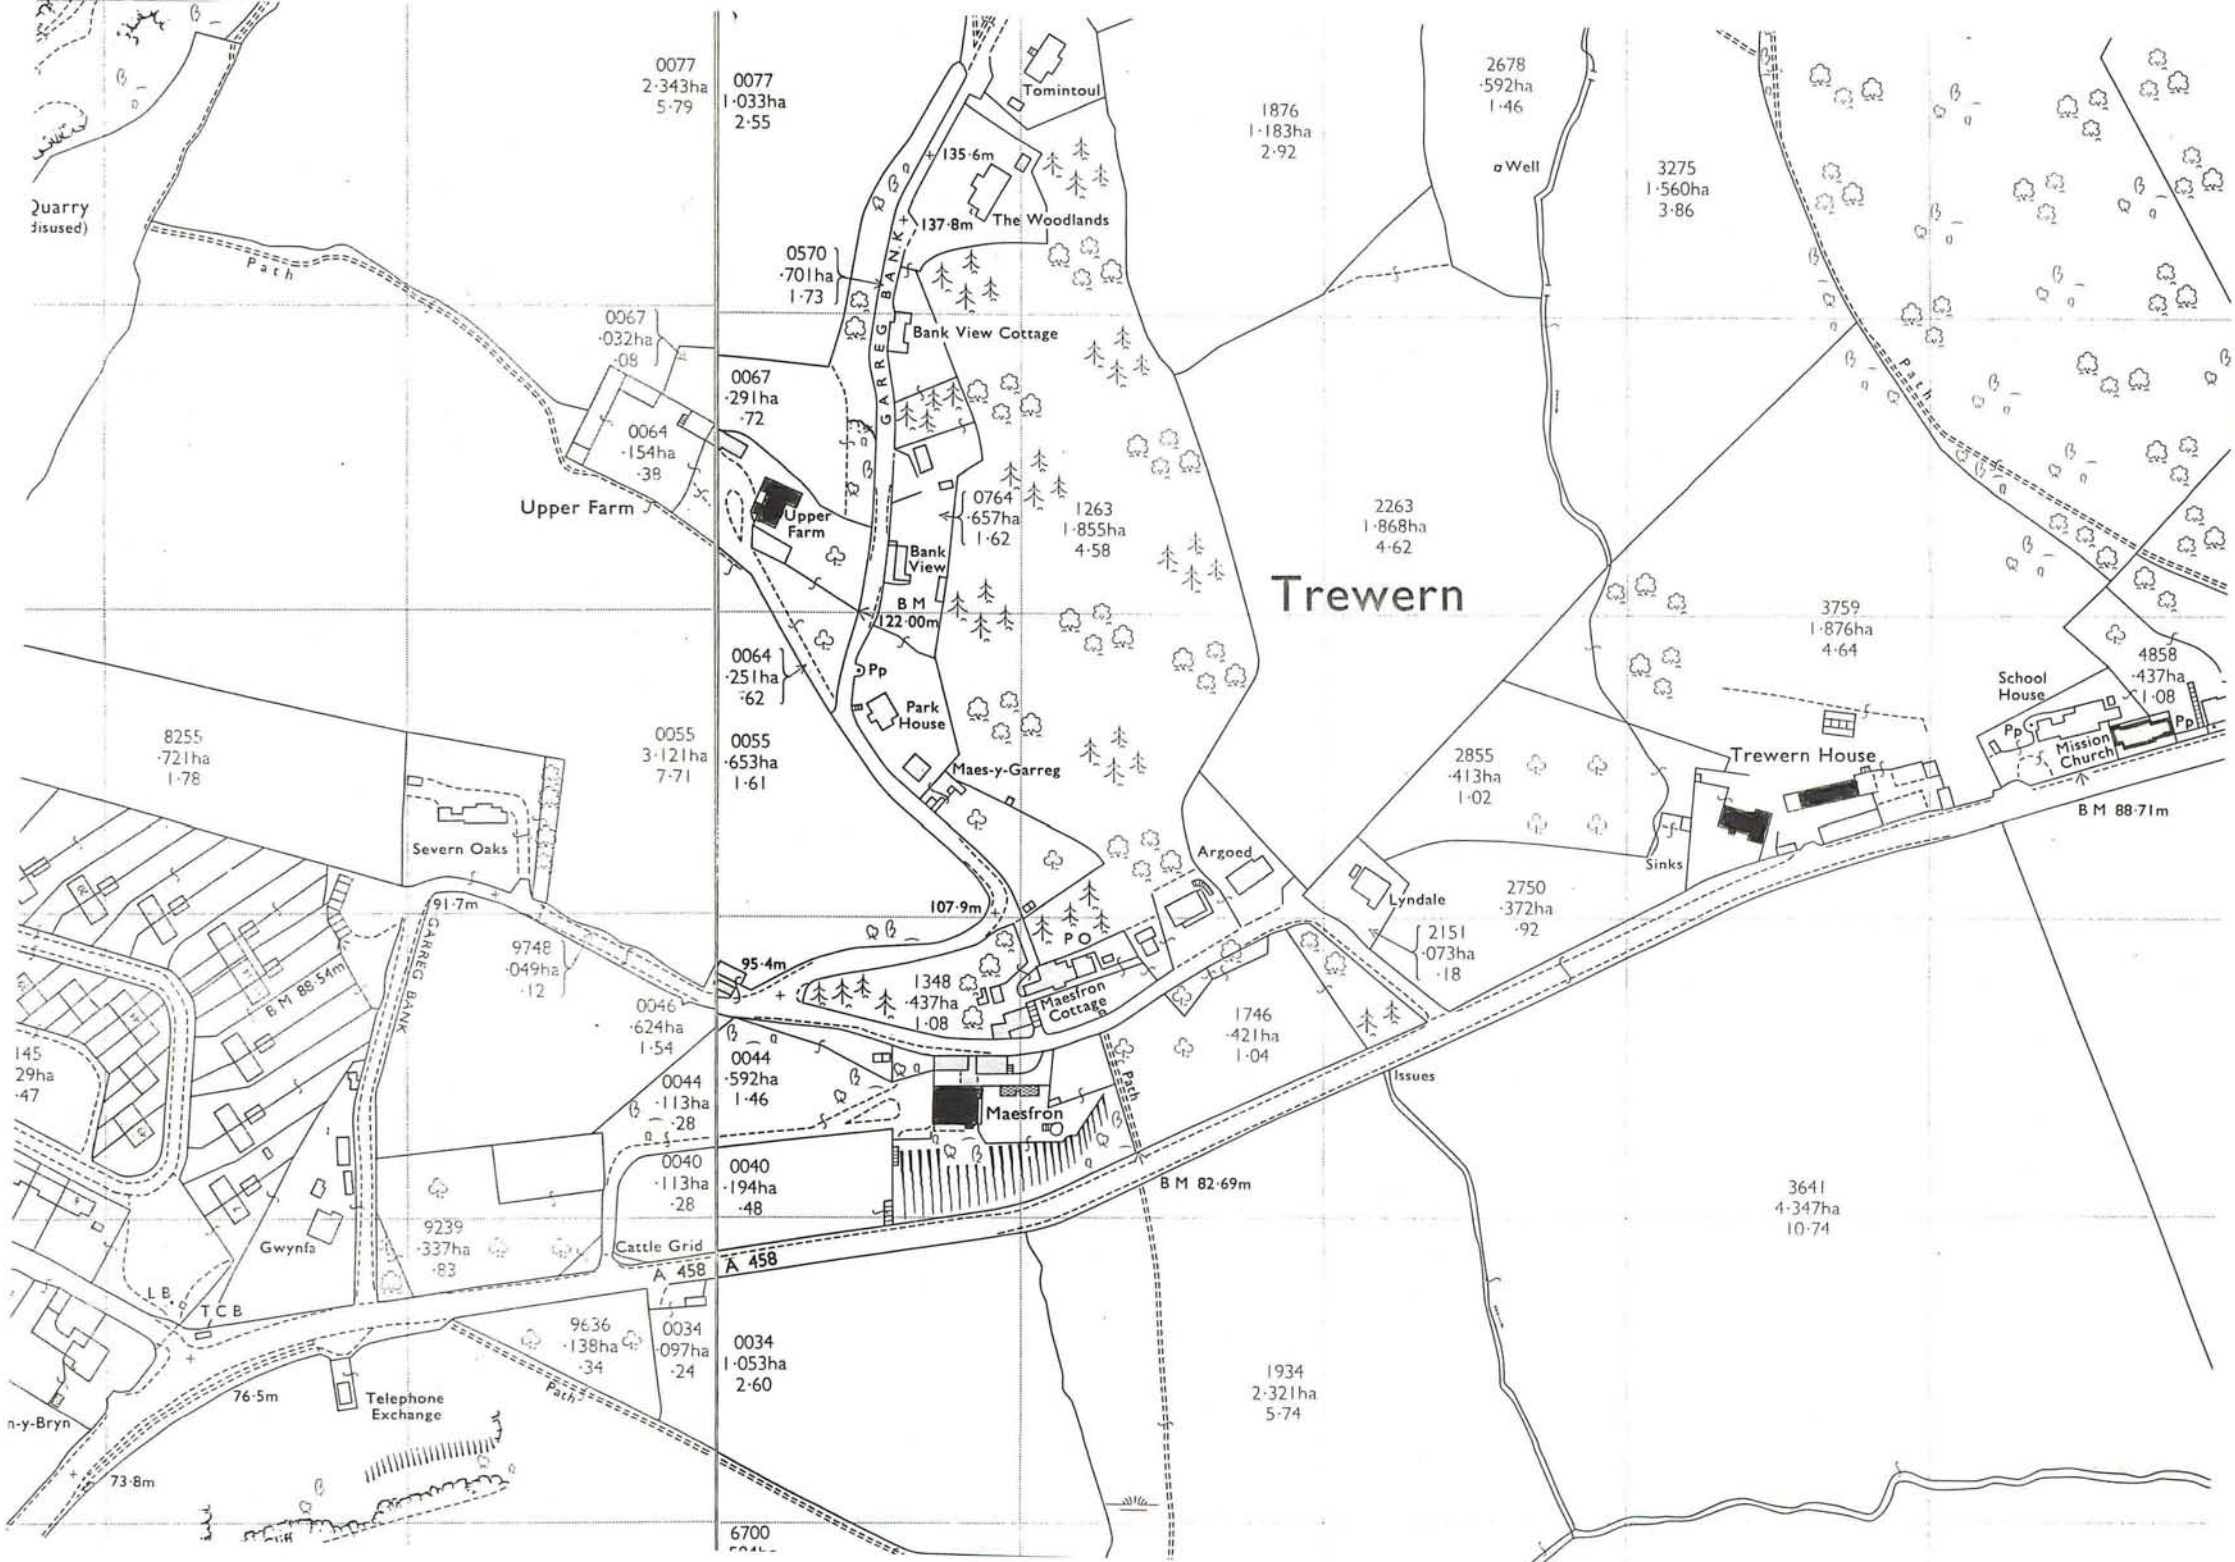 0077
2·343ha
5·79
0077
1·033ha
2·55
Tomintoul
1876
1·183ha
2·92
2678
·592ha
1·46
Well
3275
1·560ha
3·86
Quarry
(disused)
Path
135·6m
137·8m
The Woodlands
0570
·701ha
1·73
GARREG BANK
Bank View Cottage
0067
·032ha
·08
0067
·291ha
·72
0064
·154ha
·38
Path
Upper Farm
Upper
Farm
0764
·657ha
1·62
1263
1·855ha
4·58
2263
1·868ha
4·62
Bank
View
B M
122·00m
Trewern
3759
1·876ha
4·64
4858
·437ha
1·08
0064
·251ha
·62
Pp
Park
House
School
House
Pp
Pp
Mission
Church
8255
·721ha
1·78
0055
3·121ha
7·71
0055
·653ha
1·61
Maes-y-Garreg
2855
·413ha
1·02
Trewern House
B M 88·71m
Severn Oaks
Argoed
Sinks
91·7m
107·9m
Lyndale
2750
·372ha
·92
GARREG BANK
9748
·049ha
·12
P O
2151
·073ha
·18
B M 88·54m
95·4m
1348
·437ha
1·08
Maesfron
Cottage
0046
·624ha
1·54
1746
·421ha
1·04
145
29ha
·47
0044
·592ha
1·46
0044
·113ha
·28
Maesfron
Path
Issues
0040
·113ha
·28
0040
·194ha
·48
B M 82·69m
3641
4·347ha
10·74
9239
·337ha
·83
Gwynfa
7
Cattle Grid
A 458
A 458
L B
T C B
9636
·138ha
·34
0034
·097ha
·24
0034
1·053ha
2·60
1934
2·321ha
5·74
76·5m
Telephone
Exchange
Path
n-y-Bryn
73·8m
Cliff
6700